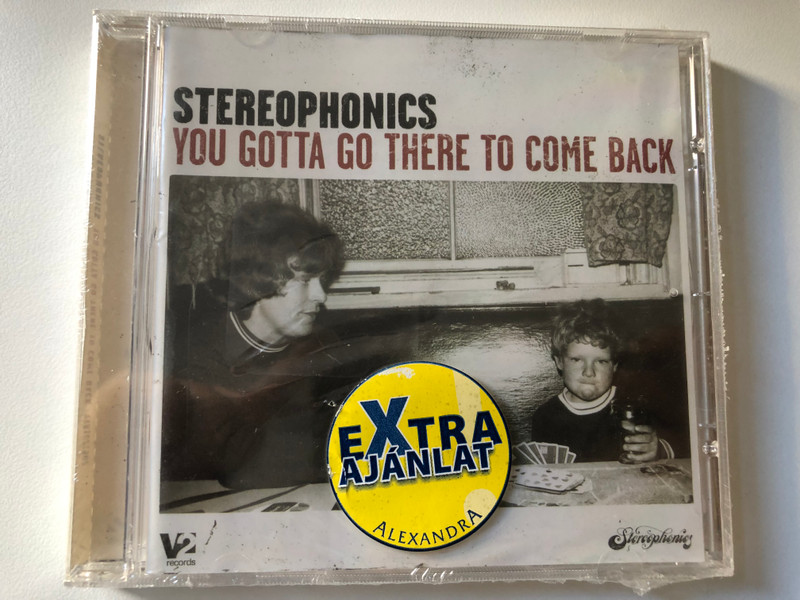 STEREOPHONICS
YOU GOTTA GO THERE TO COME BACK
EXTRA
AJÁNLAT
ALEXANDRA
V2
records
Stereophonics